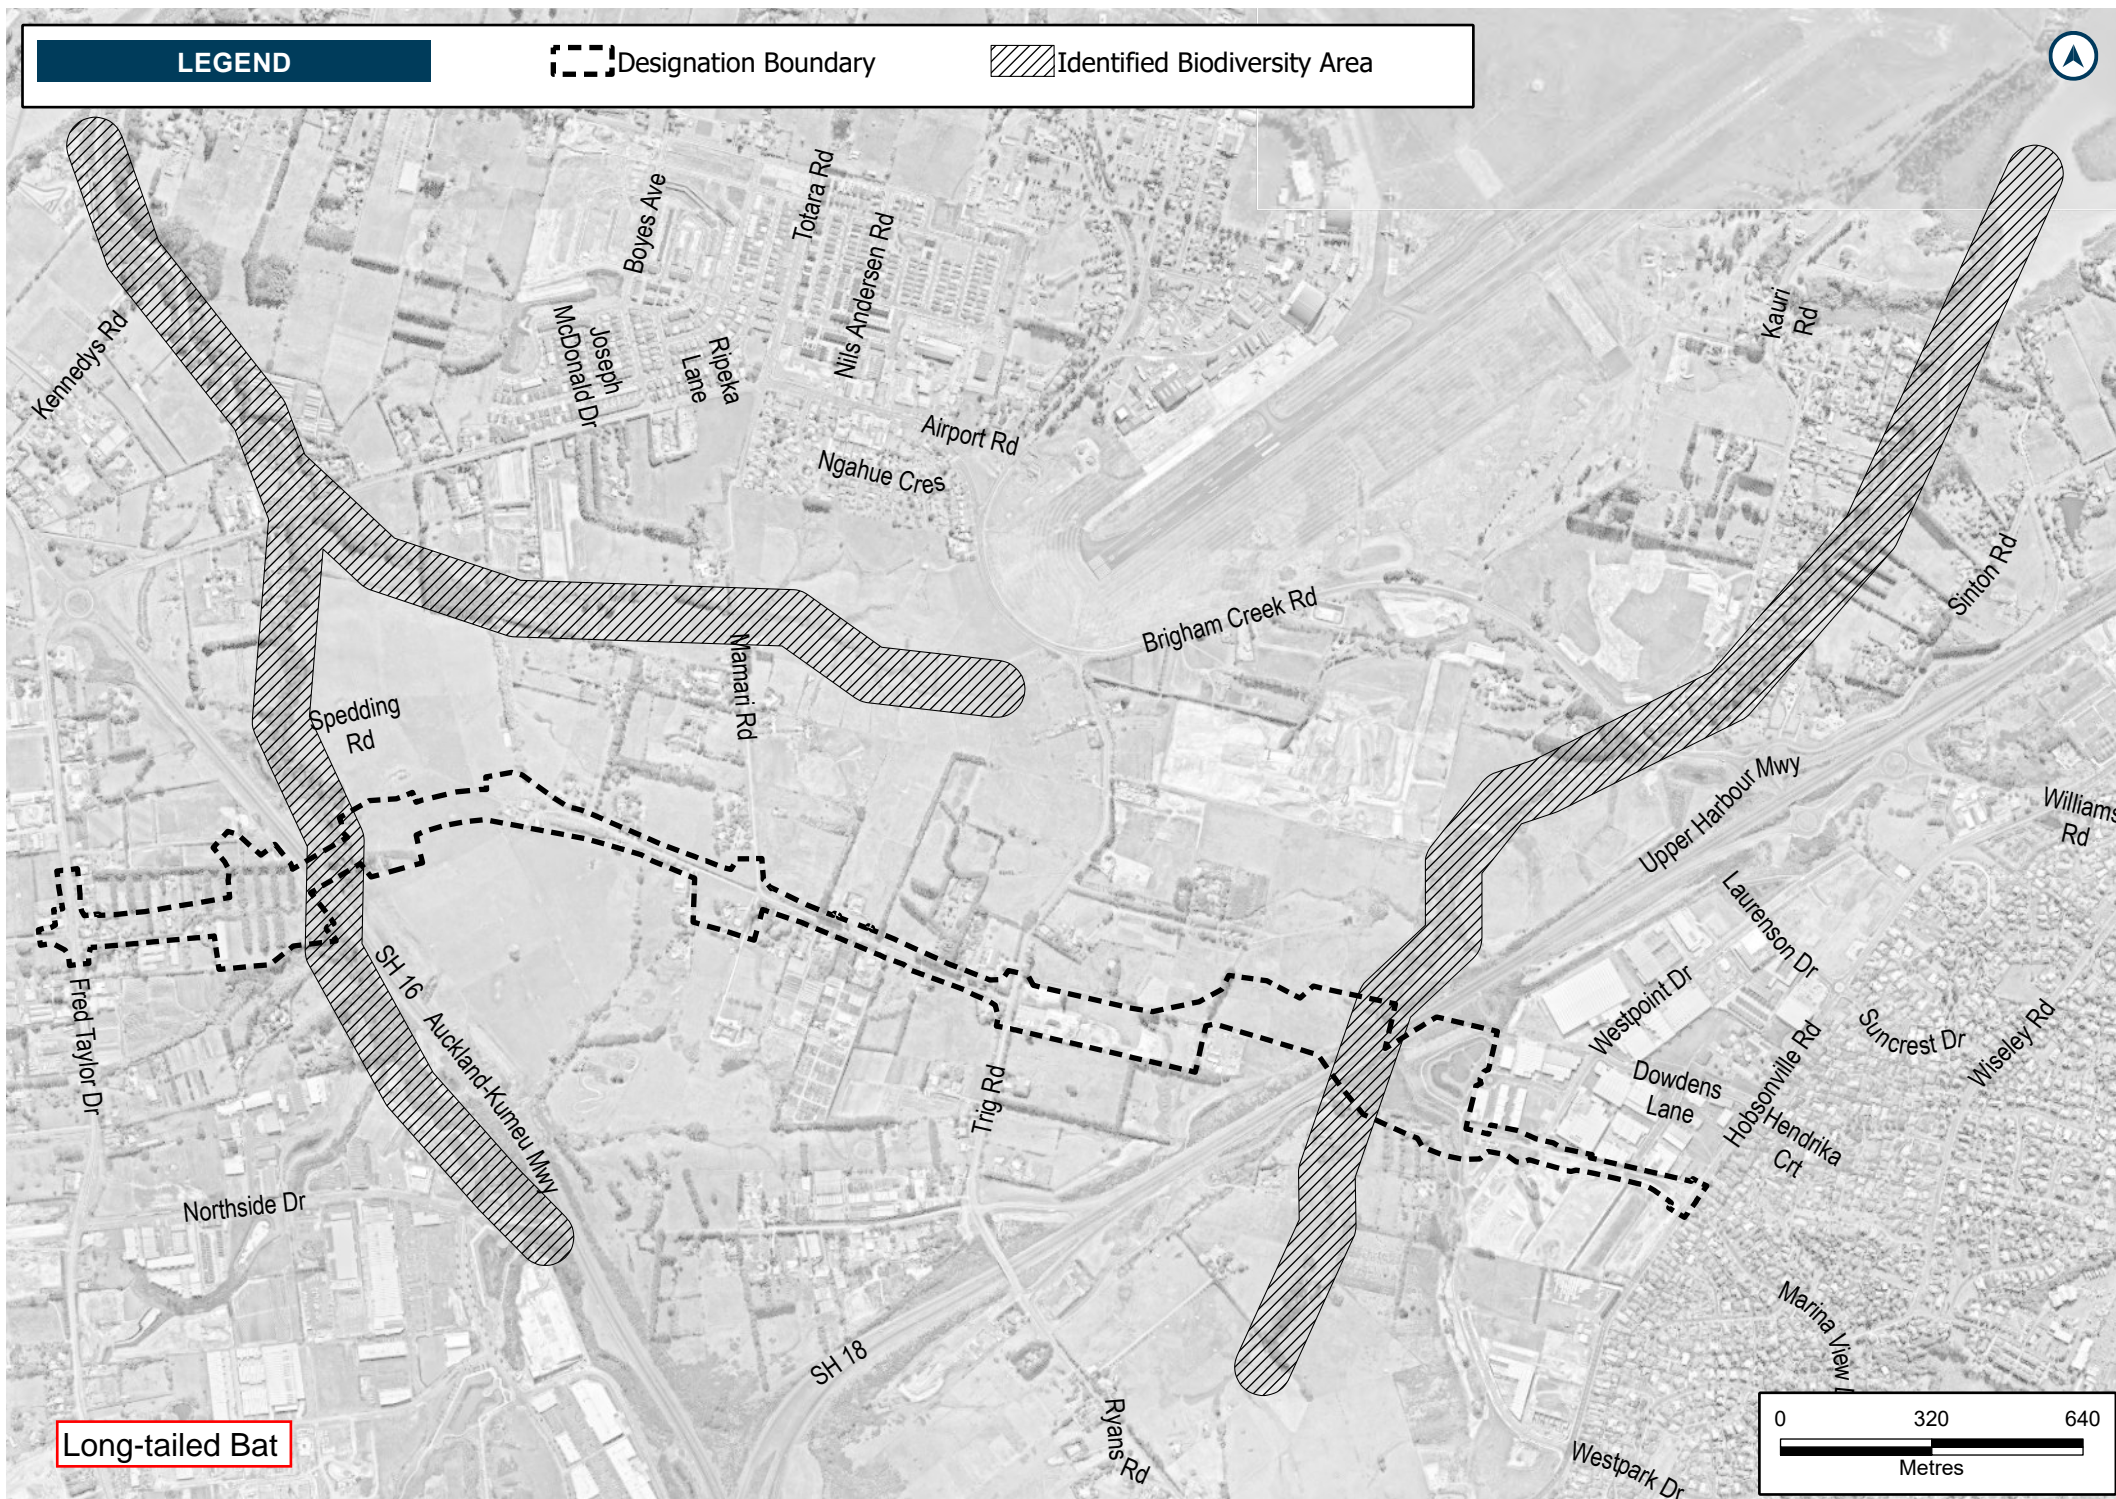 LEGEND
Designation Boundary
Identified Biodiversity Area
Kennedys Rd
Boyes Ave
Totara Rd
Nils Andersen Rd
Joseph
McDonald Dr
Ripeka
Lane
Airport Rd
Ngahue Cres
Kauri
Rd
Sinton Rd
Brigham Creek Rd
Mamari Rd
Spedding
Rd
Upper Harbour Mwy
Williams
Rd
Laurenson Dr
Westpoint Dr
Suncrest Dr
Wiseley Rd
Dowdens
Lane
Hobsonville Rd
Hendrika
Crt
Fred Taylor Dr
SH 16
Auckland-Kumeu Mwy
Trig Rd
Northside Dr
Marina View
SH 18
Ryans Rd
Westpark Dr
Long-tailed Bat
0 320 640
Metres